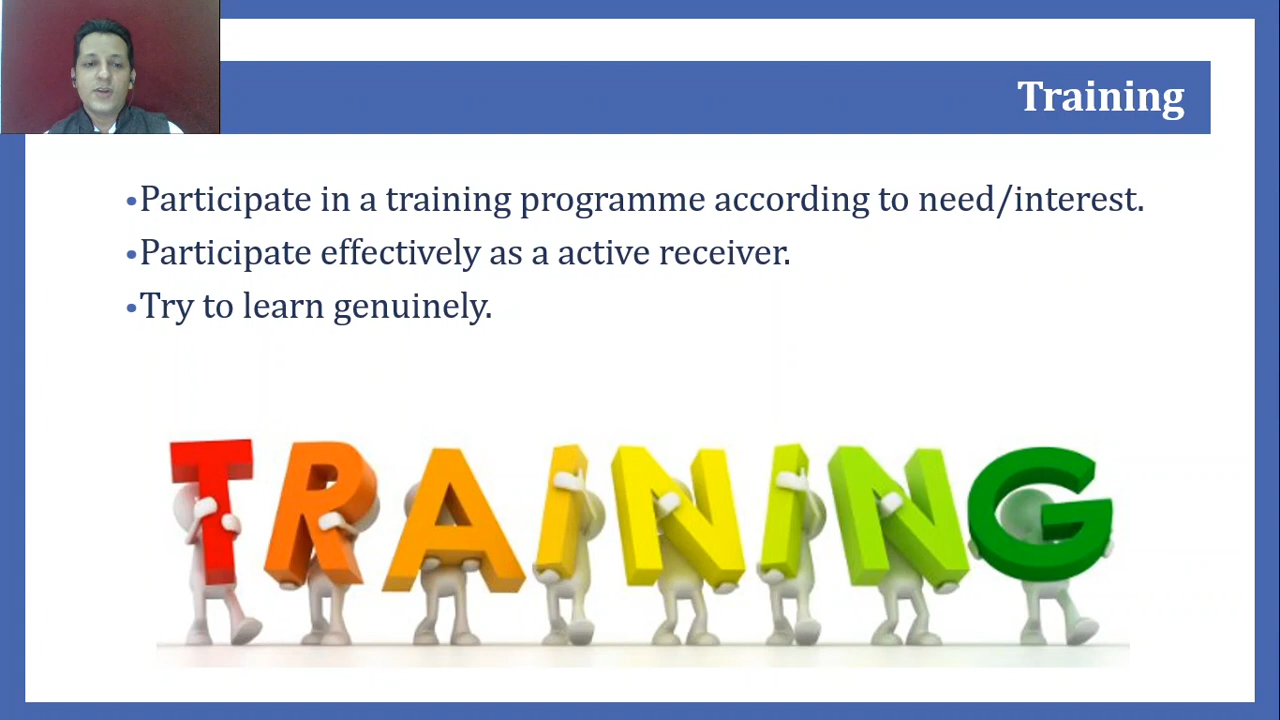 Training
•Participate in a training programme according to need/interest.
•Participate effectively as a active receiver.
•Try to learn genuinely.
TRAINING